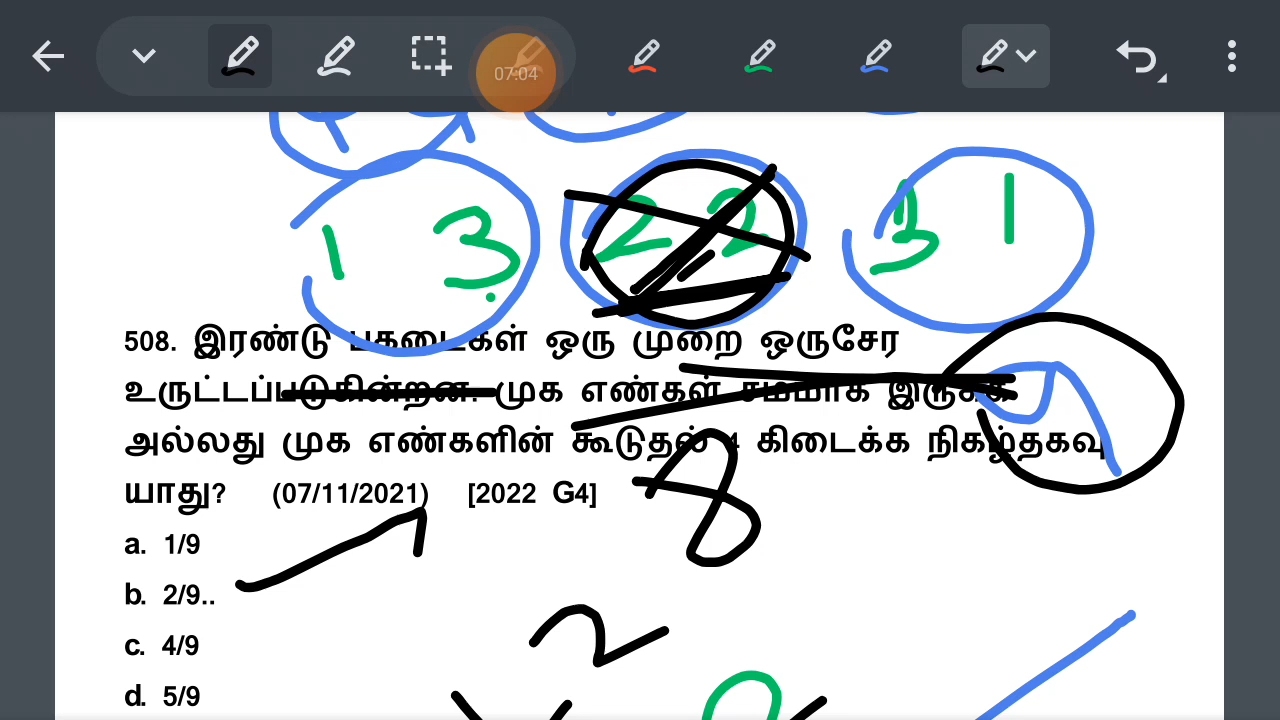 07:04
1 3 2 2 3 1
508. இரண்டு பகடைகள் ஒரு முறை ஒருசேர
உருட்டப்படுகின்றன. முக எண்கள் சமமாக இருக்க
அல்லது முக எண்களின் கூடுதல் 4 கிடைக்க நிகழ்தகவு
யாது? (07/11/2021) [2022 G4]
8
a. 1/9
b. 2/9..
2
c. 4/9
d. 5/9